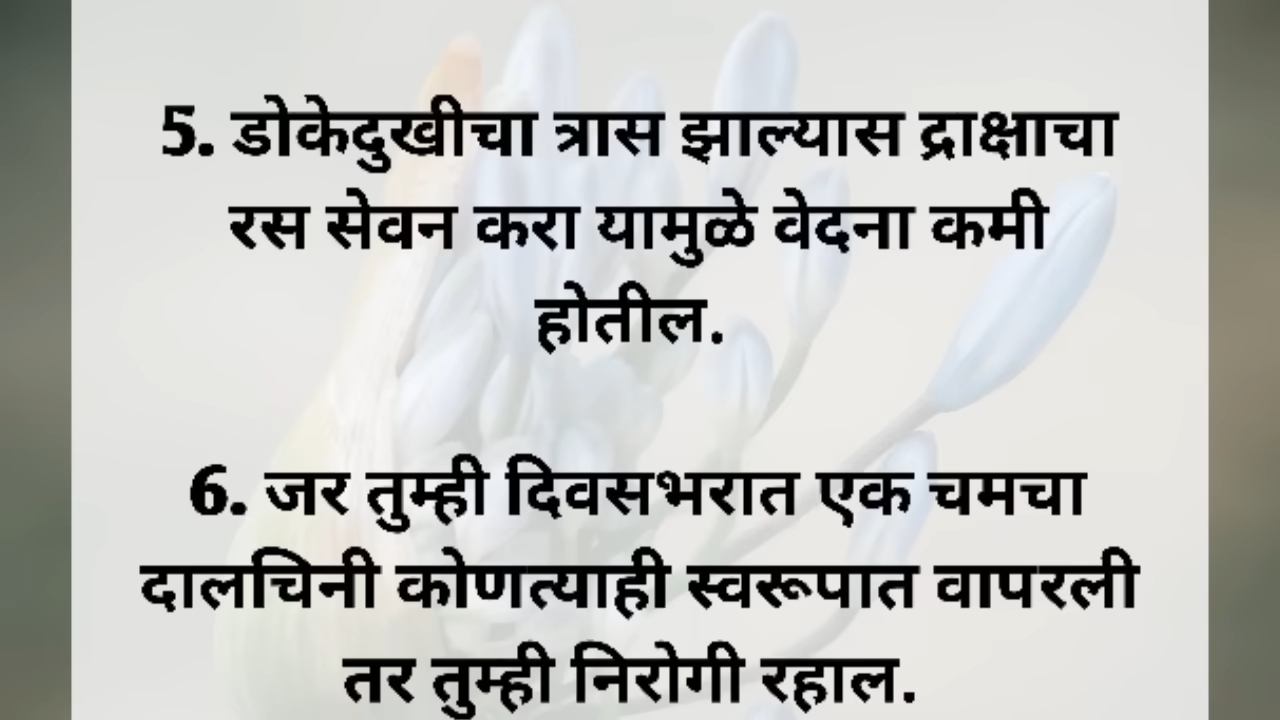 5. डोकेदुखीचा त्रास झाल्यास द्राक्षाचा
रस सेवन करा यामुळे वेदना कमी
होतील.
6. जर तुम्ही दिवसभरात एक चमचा
दालचिनी कोणत्याही स्वरूपात वापरली
तर तुम्ही निरोगी रहाल.